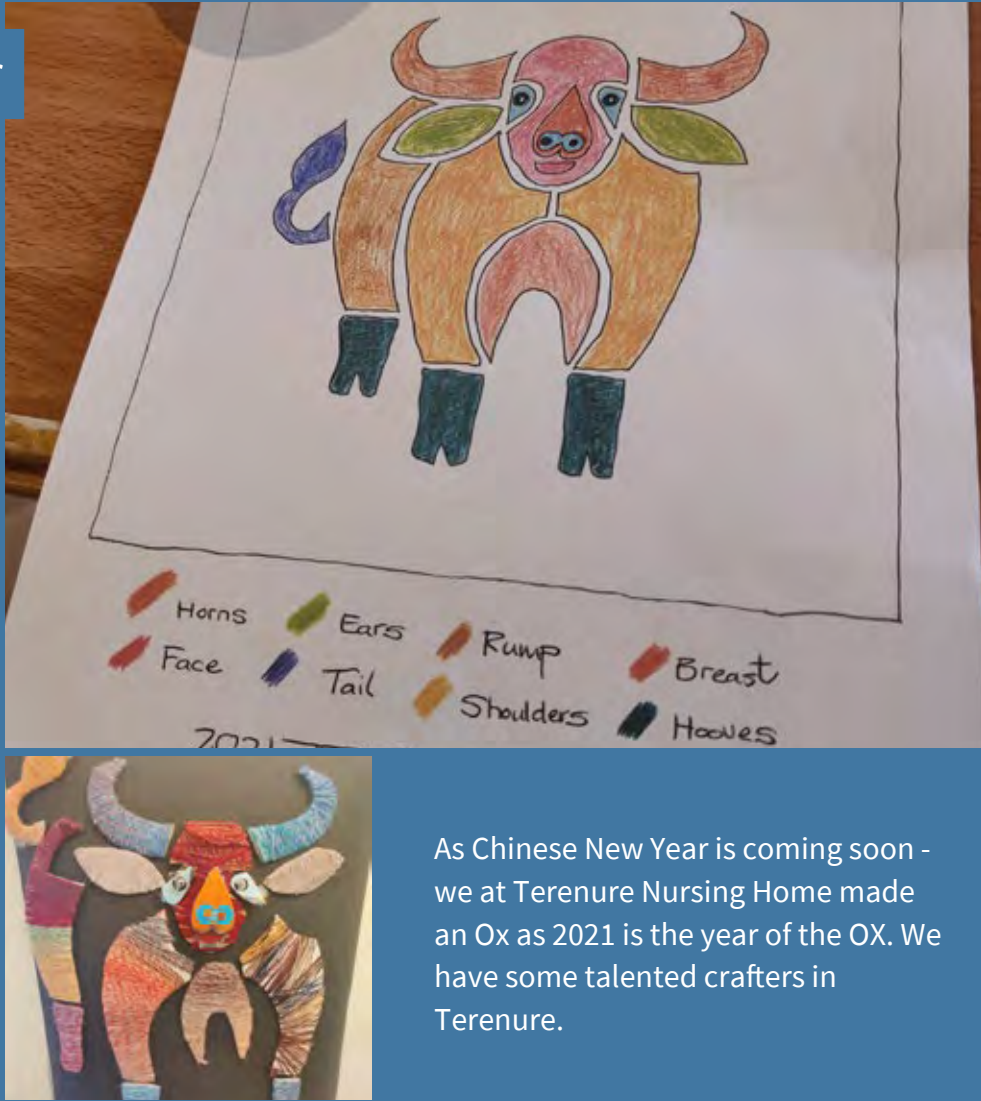 Horns Ears Rump Breast
Face Tail Shoulders Hooves
2021
As Chinese New Year is coming soon -
we at Terenure Nursing Home made
an Ox as 2021 is the year of the OX. We
have some talented crafters in
Terenure.